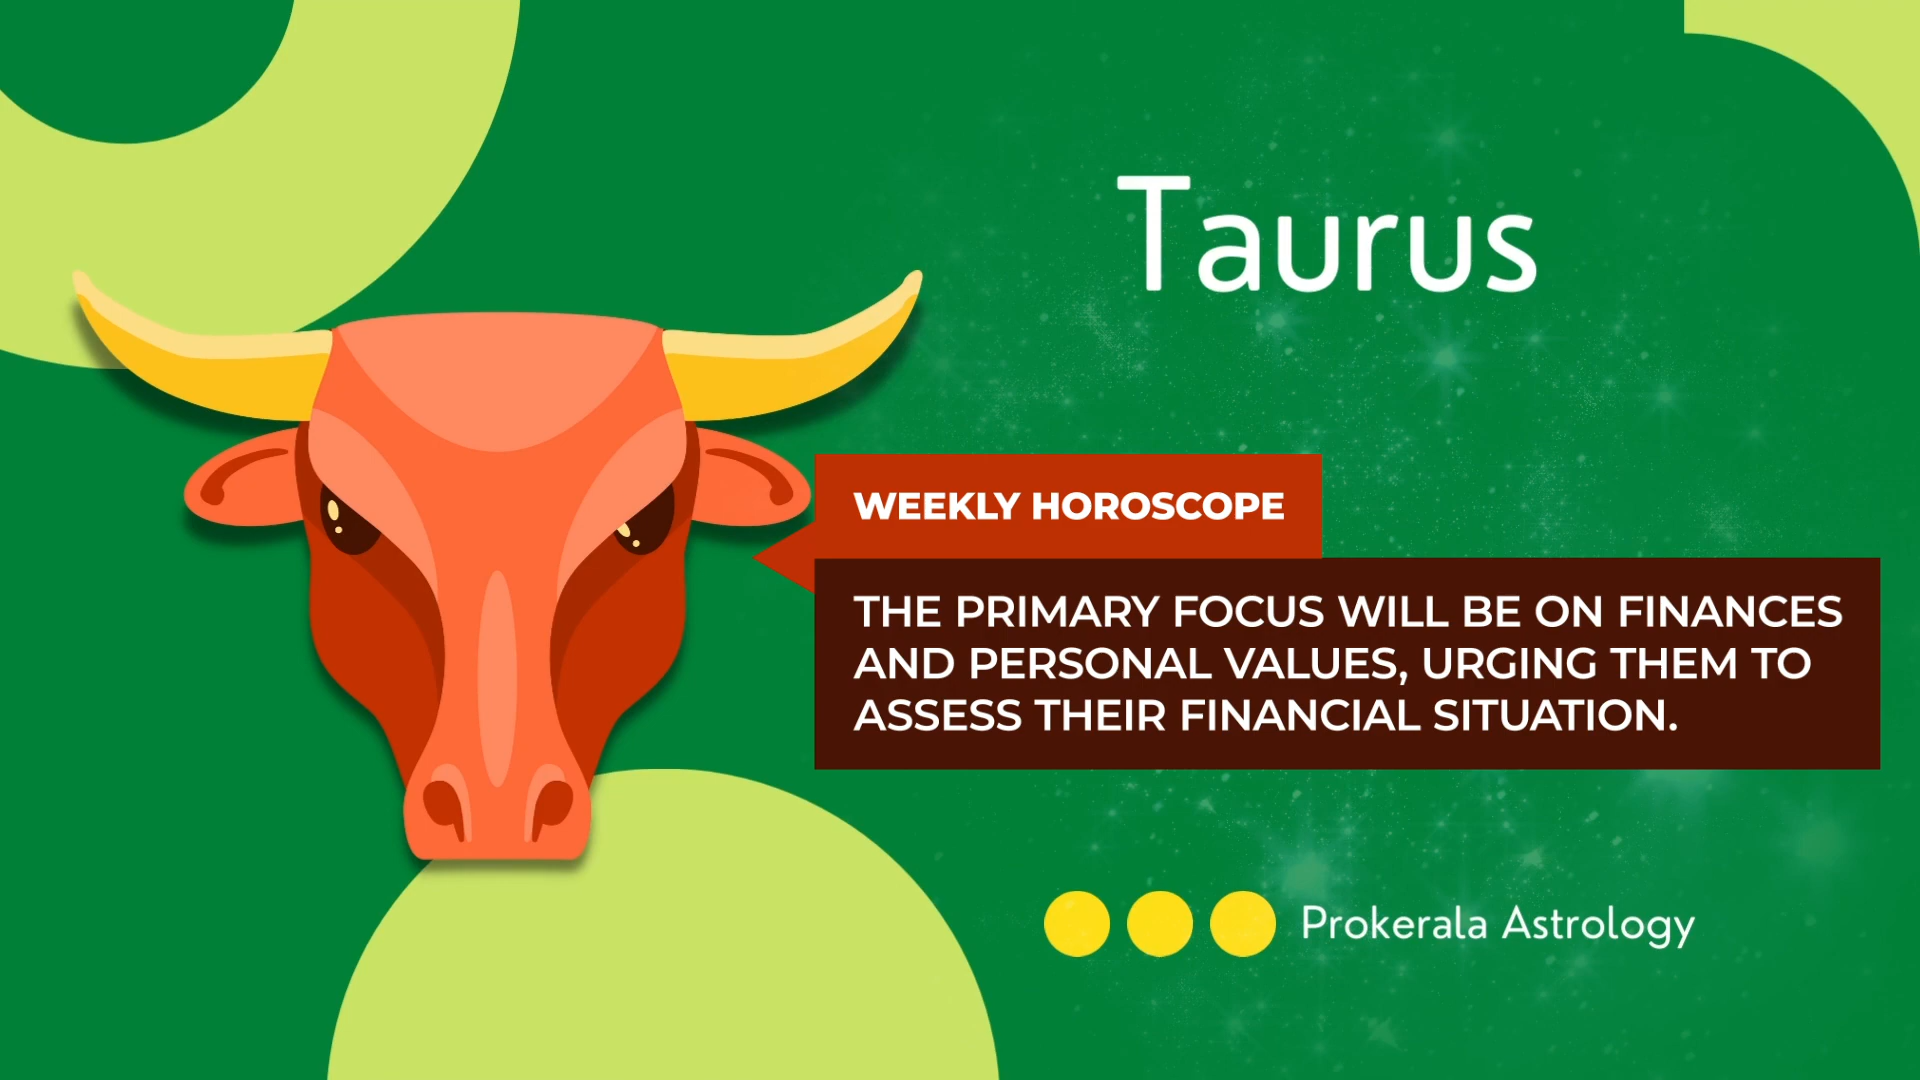 Taurus
WEEKLY HOROSCOPE
THE PRIMARY FOCUS WILL BE ON FINANCES
AND PERSONAL VALUES, URGING THEM TO
ASSESS THEIR FINANCIAL SITUATION.
Prokerala Astrology